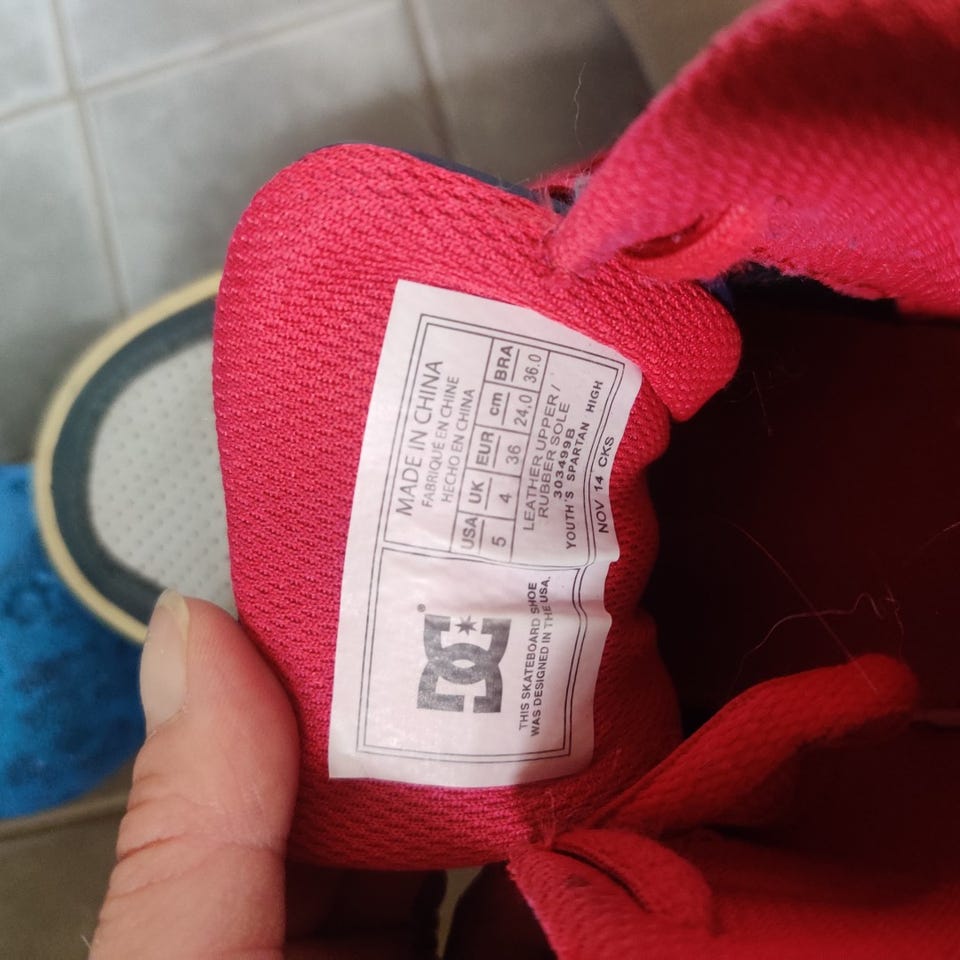 DC®
THIS SKATEBOARD SHOE
WAS DESIGNED IN THE USA.
MADE IN CHINA
FABRIQUÉ EN CHINE
HECHO EN CHINA
USA UK EUR cm BRA
5 4 36 24,0 36.0
LEATHER UPPER /
RUBBER SOLE
303499B
YOUTH'S SPARTAN HIGH
NOV 14 CKS